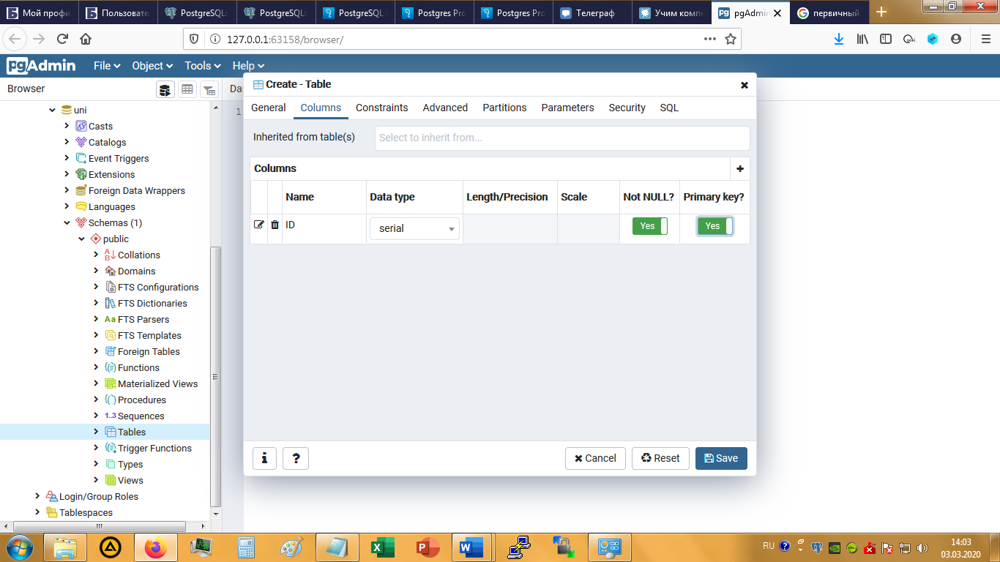 Мой профи
Пользовате
PostgreSQL:
PostgreSQL:
PostgreSQL :
Postgres Pro
Postgres Pro
Телеграф
Учим компь
pgAdmin
первичный
127.0.0.1:63158/browser/
pgAdmin File Object Tools Help
Browser
Da
1
uni
Casts
Catalogs
Event Triggers
Extensions
Foreign Data Wrappers
Languages
Schemas (1)
public
Collations
Domains
FTS Configurations
FTS Dictionaries
FTS Parsers
FTS Templates
Foreign Tables
Functions
Materialized Views
Procedures
1..3 Sequences
Tables
Trigger Functions
Types
Views
Login/Group Roles
Tablespaces
Create - Table
General Columns Constraints Advanced Partitions Parameters Security SQL
Inherited from table(s) Select to inherit from...
Columns
Name Data type Length/Precision Scale Not NULL? Primary key?
ID serial Yes Yes
i ? Cancel Reset Save
RU
14:03
03.03.2020